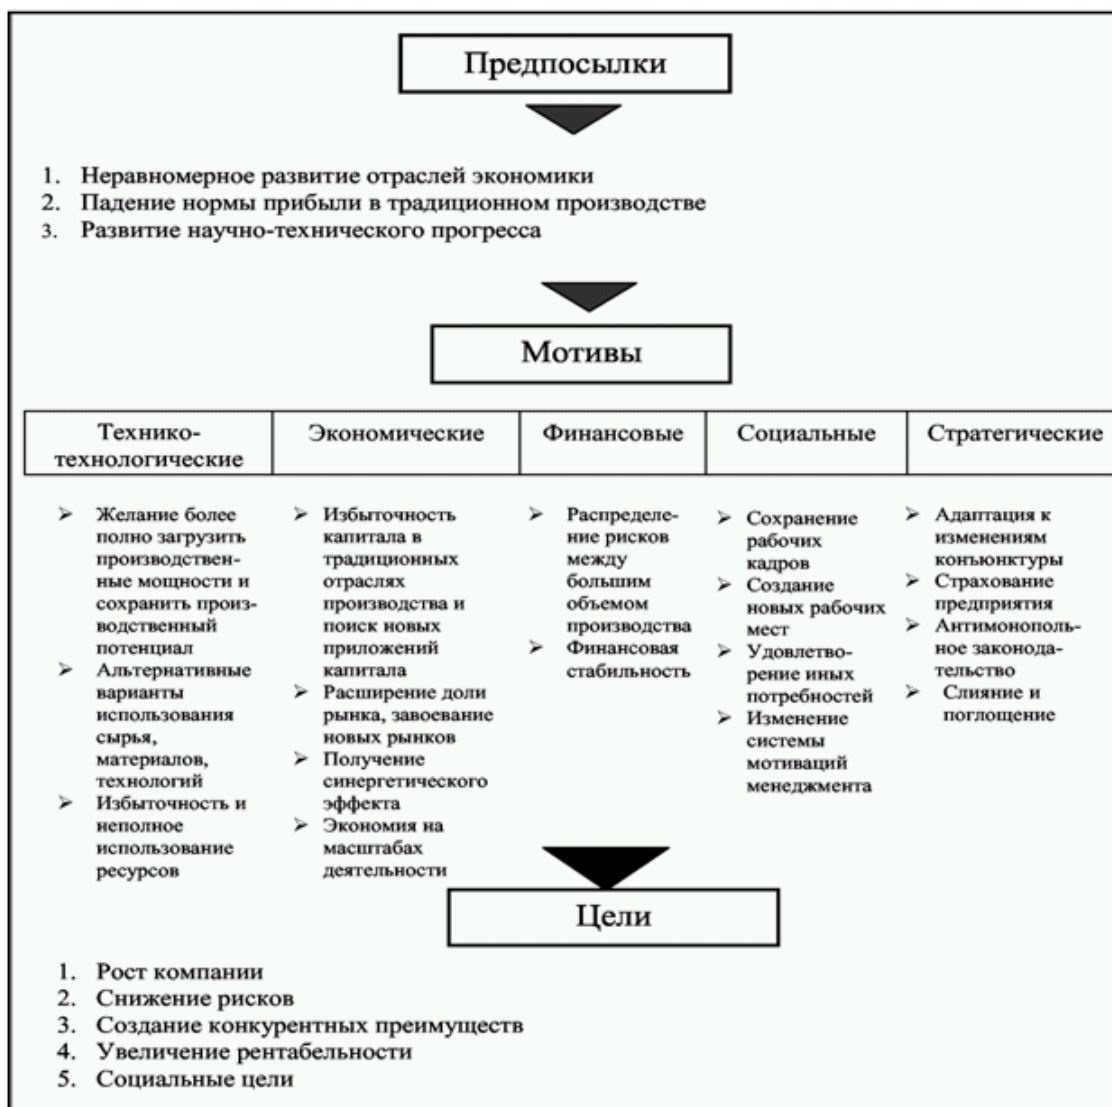 Предпосылки
1. Неравномерное развитие отраслей экономики
2. Падение нормы прибыли в традиционном производстве
3. Развитие научно-технического прогресса
Мотивы
Технико-
технологические
Экономические
Финансовые
Социальные
Стратегические
➢ Желание более
полно загрузить
производствен-
ные мощности и
сохранить произ-
водственный
потенциал
➢ Альтернативные
варианты
использования
сырья,
материалов,
технологий
➢ Избыточность и
неполное
использование
ресурсов
➢ Избыточность
капитала в
традиционных
отраслях
производства и
поиск новых
приложений
капитала
➢ Расширение доли
рынка, завоевание
новых рынков
➢ Получение
синергетического
эффекта
➢ Экономия на
масштабах
деятельности
➢ Распределе-
ние рисков
между
большим
объемом
производства
➢ Финансовая
стабильность
➢ Сохранение
рабочих
кадров
➢ Создание
новых рабочих
мест
➢ Удовлетво-
рение иных
потребностей
➢ Изменение
системы
мотиваций
менеджмента
➢ Адаптация к
изменениям
конъюнктуры
➢ Страхование
предприятия
➢ Антимонополь-
ное законода-
тельство
➢ Слияние и
поглощение
Цели
1. Рост компании
2. Снижение рисков
3. Создание конкурентных преимуществ
4. Увеличение рентабельности
5. Социальные цели